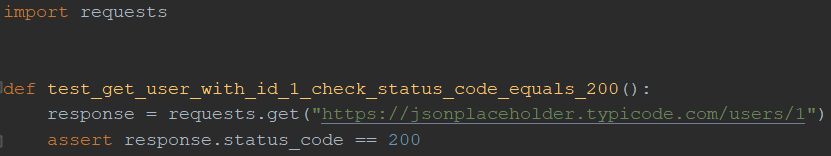 import requests
def test_get_user_with_id_1_check_status_code_equals_200():
    response = requests.get("https://jsonplaceholder.typicode.com/users/1")
    assert response.status_code == 200